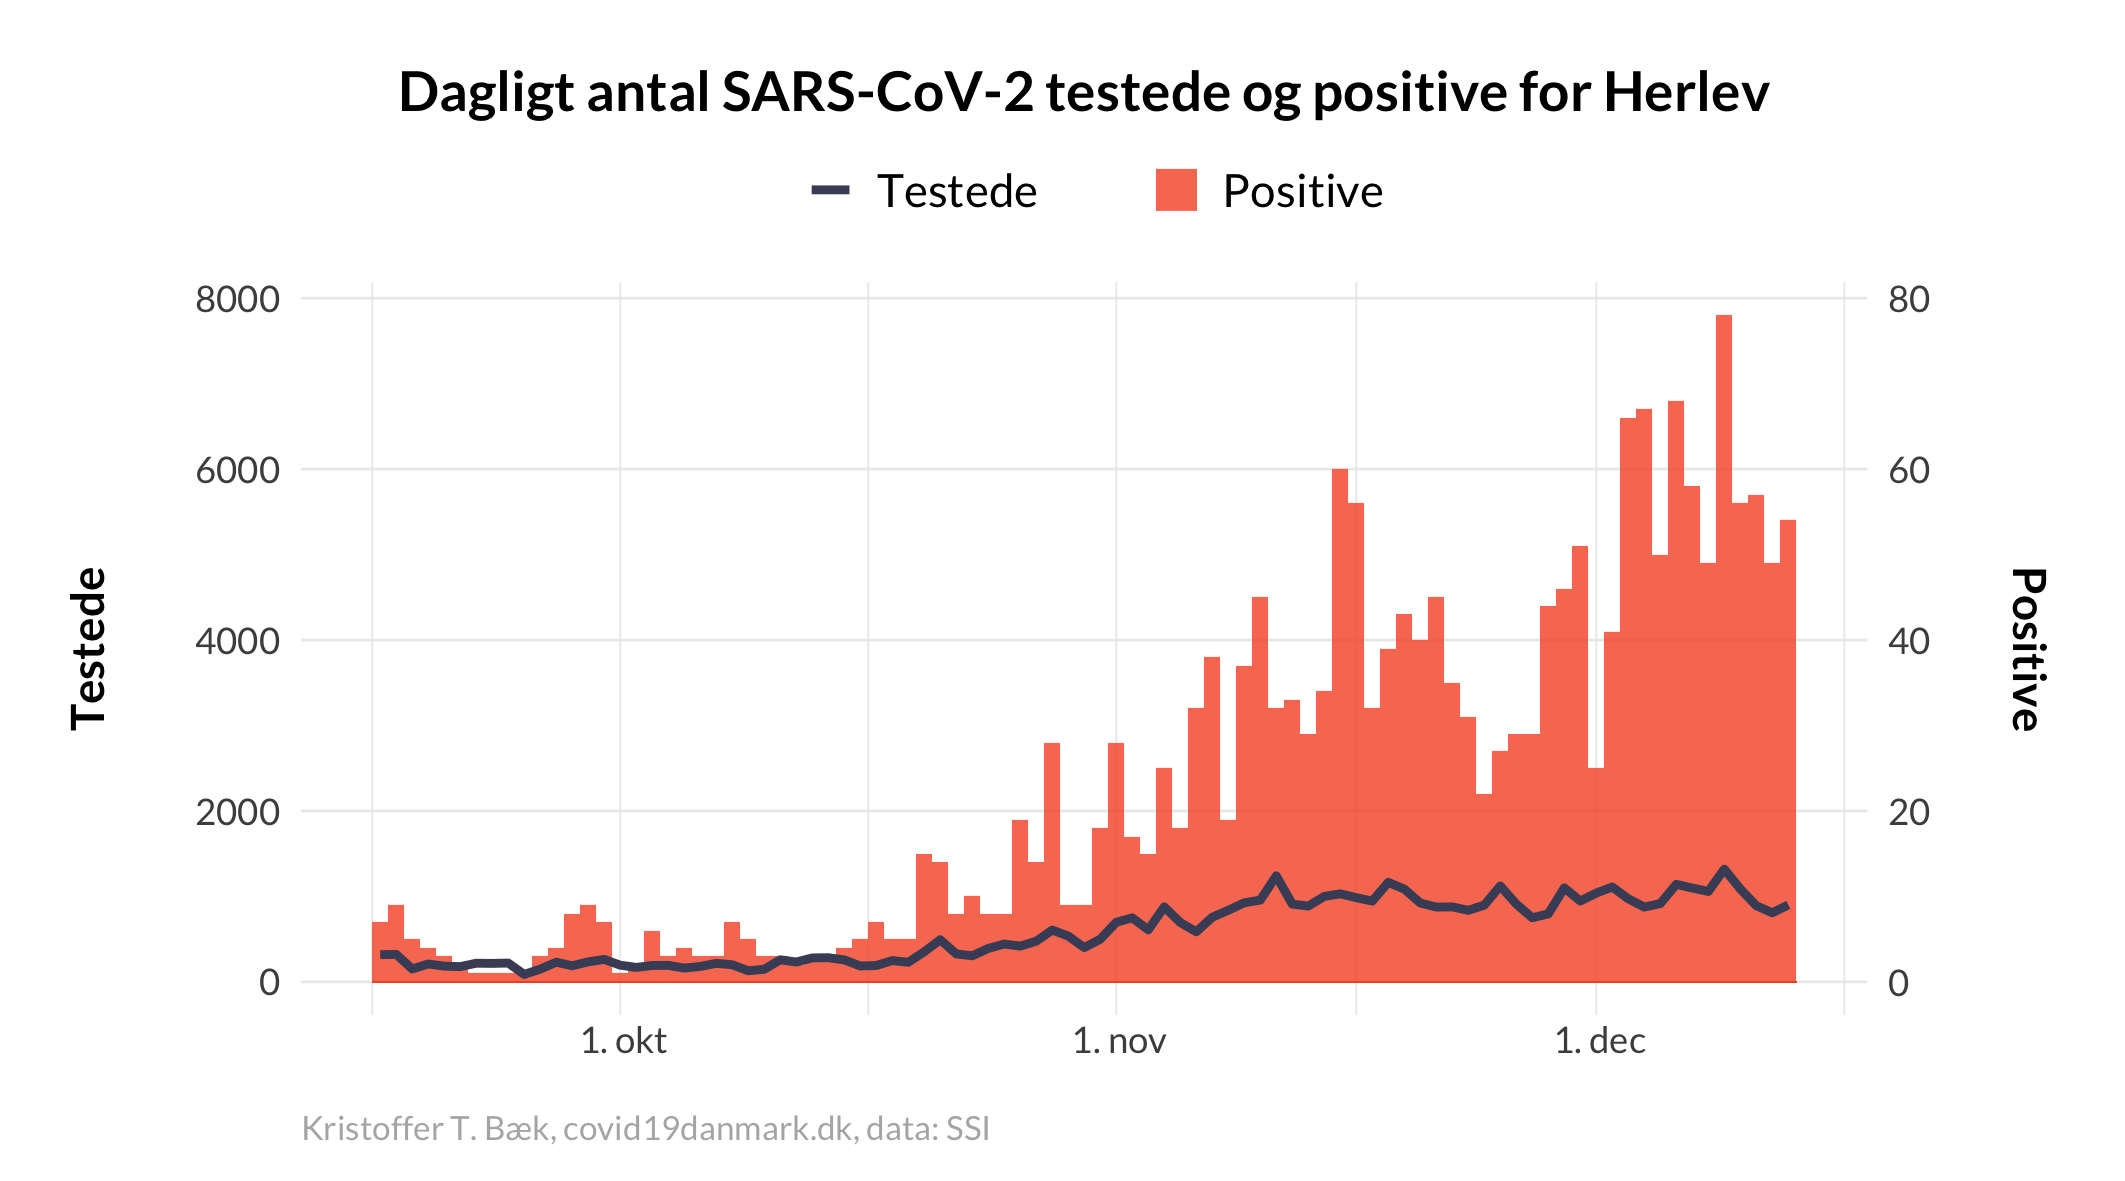 Dagligt antal SARS-CoV-2 testede og positive for Herlev
Testede Positive
8000 80
6000 60
4000 40
2000 20
0 0
Testede
Positive
1. okt 1. nov 1. dec
Kristoffer T. Bæk, covid19danmark.dk, data: SSI